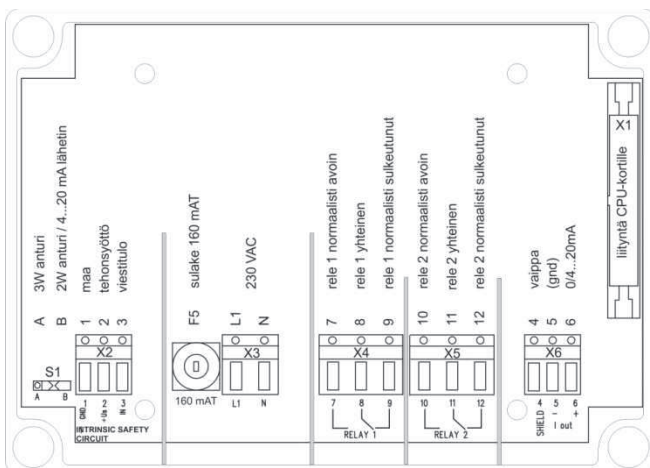 A 3W anturi
B 2W anturi / 4...20 mA lähetin
1 maa
2 tehonsyöttö
3 viestitulo
F5 sulake 160 mAT
L1
N
230 VAC
7 rele 1 normaalisti avoin
8 rele 1 yhteinen
9 rele 1 normaalisti sulkeutunut
10 rele 2 normaalisti avoin
11 rele 2 yhteinen
12 rele 2 normaalisti sulkeutunut
4 vaippa
5 (gnd)
6 0/4...20mA
X1
liityntä CPU-kortille
S1
A B
X2
1 2 3
GND +Us IN
INTRINSIC SAFETY
CIRCUIT
160 mAT
X3
L1 N
X4
7 8 9
RELAY 1
X5
10 11 12
RELAY 2
X6
4 5 6
SHIELD - +
I out